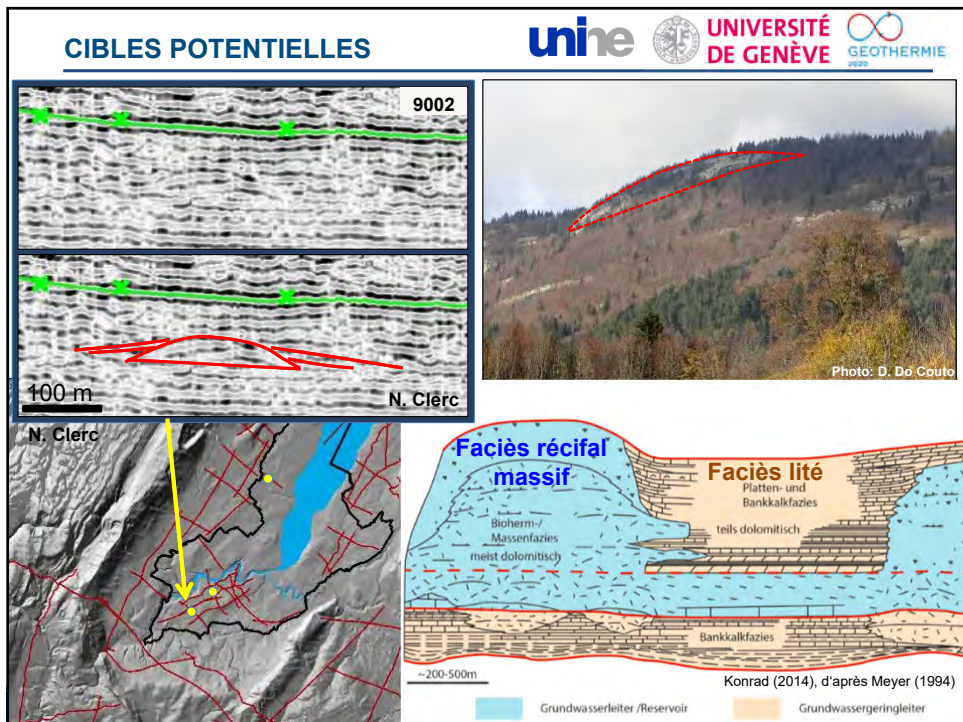 CIBLES POTENTIELLES
unine
UNIVERSITÉ
DE GENÈVE
GEOTHERMIE
2020
9002
100 m
N. Clerc
N. Clerc
Photo: D. Do Couto
Faciès récifal
massif
Bioherm-/
Massenfazies
meist dolomitisch
Faciès lité
Platten- und
Bankkalkfazies
teils dolomitisch
Bankkalkfazies
~200-500m
Konrad (2014), d'après Meyer (1994)
Grundwasserleiter /Reservoir
Grundwassergeringleiter